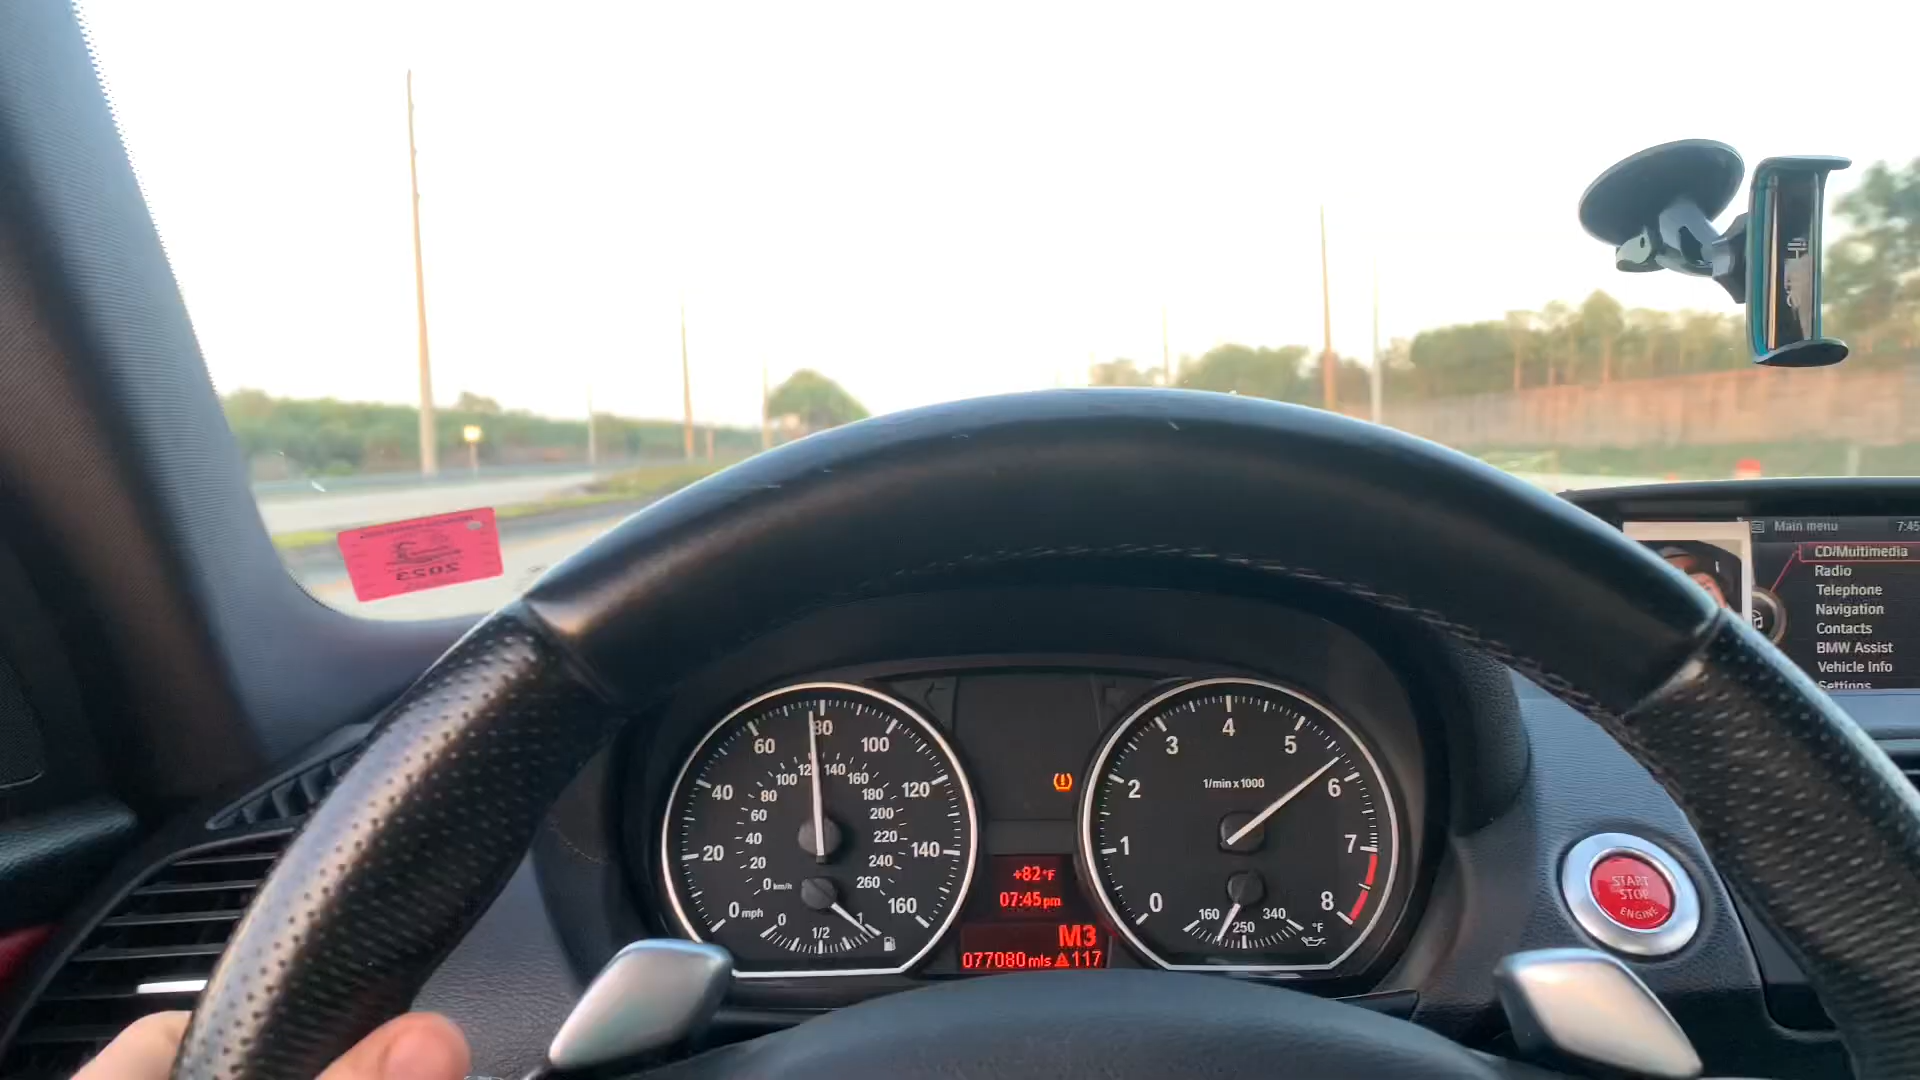 2023
Main menu
7:45
CD/Multimedia
Radio
Telephone
Navigation
Contacts
BMW Assist
Vehicle Info
Settings
0 mph
20
40
60
80
100
120
140
160
0 km/h
20
40
60
80
100
120
140
160
180
200
220
240
260
0
1/2
1
+82°F
07:45pm
M3
077080 mls
117
0
1
2
3
4
5
6
7
8
1/min x 1000
160
250
340
°F
START
STOP
ENGINE